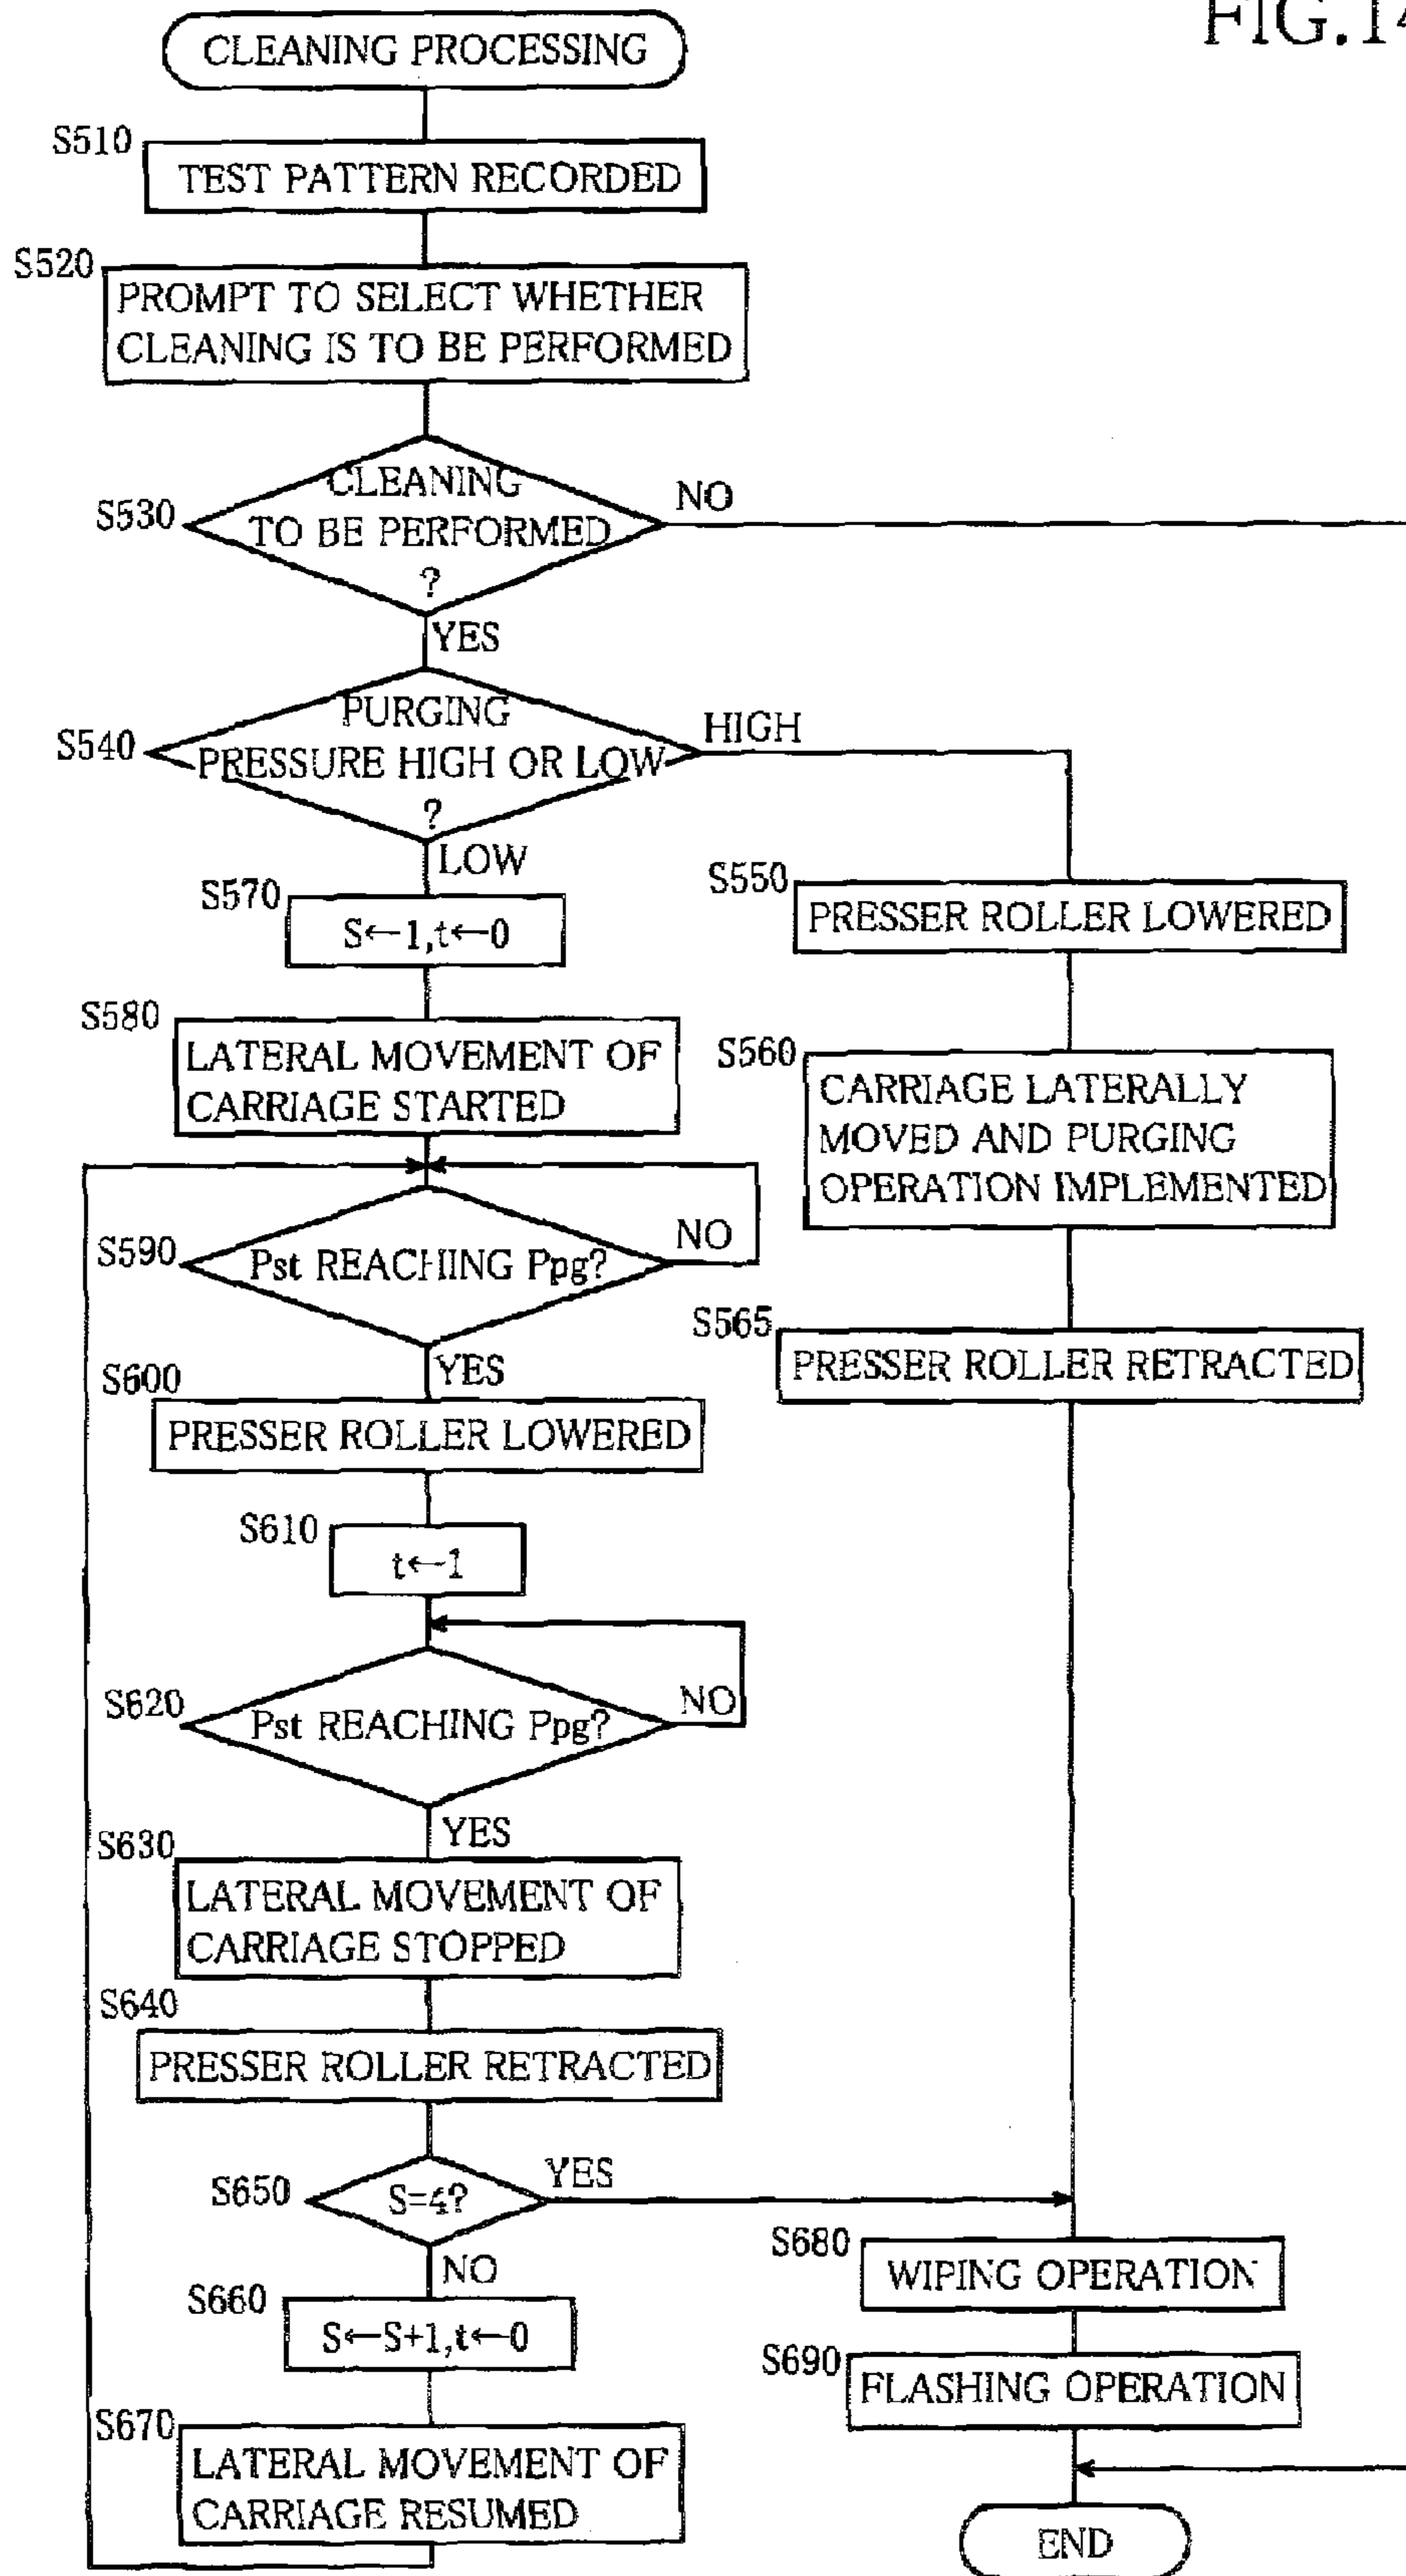 FIG.14
CLEANING PROCESSING
S510
TEST PATTERN RECORDED
S520
PROMPT TO SELECT WHETHER
CLEANING IS TO BE PERFORMED
S530
CLEANING
TO BE PERFORMED
?
NO
YES
S540
PURGING
PRESSURE HIGH OR LOW
?
HIGH
LOW
S550
PRESSER ROLLER LOWERED
S560
CARRIAGE LATERALLY
MOVED AND PURGING
OPERATION IMPLEMENTED
S565
PRESSER ROLLER RETRACTED
S570
S←1,t←0
S580
LATERAL MOVEMENT OF
CARRIAGE STARTED
S590
Pst REACHING Ppg?
NO
YES
S600
PRESSER ROLLER LOWERED
S610
t←1
S620
Pst REACHING Ppg?
NO
YES
S630
LATERAL MOVEMENT OF
CARRIAGE STOPPED
S640
PRESSER ROLLER RETRACTED
S650
S=4?
YES
NO
S660
S←S+1,t←0
S670
LATERAL MOVEMENT OF
CARRIAGE RESUMED
S680
WIPING OPERATION
S690
FLASHING OPERATION
END